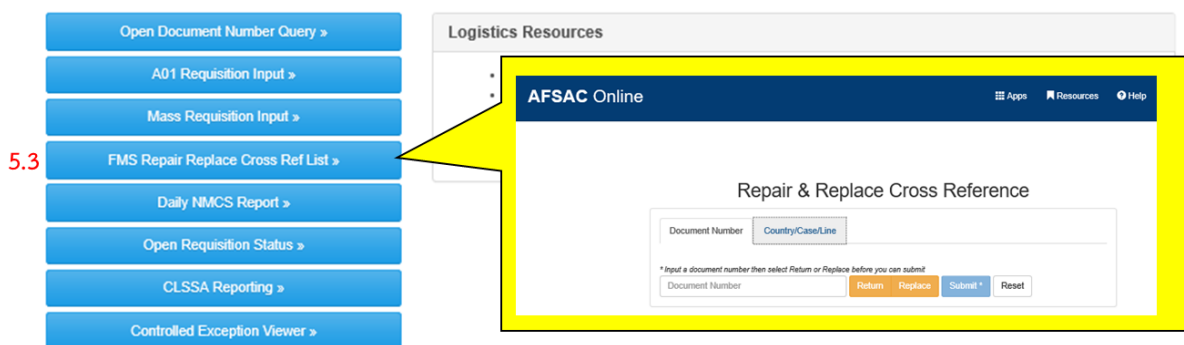 Open Document Number Query »
A01 Requisition Input »
Mass Requisition Input »
5.3
FMS Repair Replace Cross Ref List »
Daily NMCS Report »
Open Requisition Status »
CLSSA Reporting »
Controlled Exception Viewer »
Logistics Resources
AFSAC Online
Apps
Resources
Help
Repair & Replace Cross Reference
Document Number
Country/Case/Line
* Input a document number then select Return or Replace before you can submit
Document Number
Return
Replace
Submit *
Reset